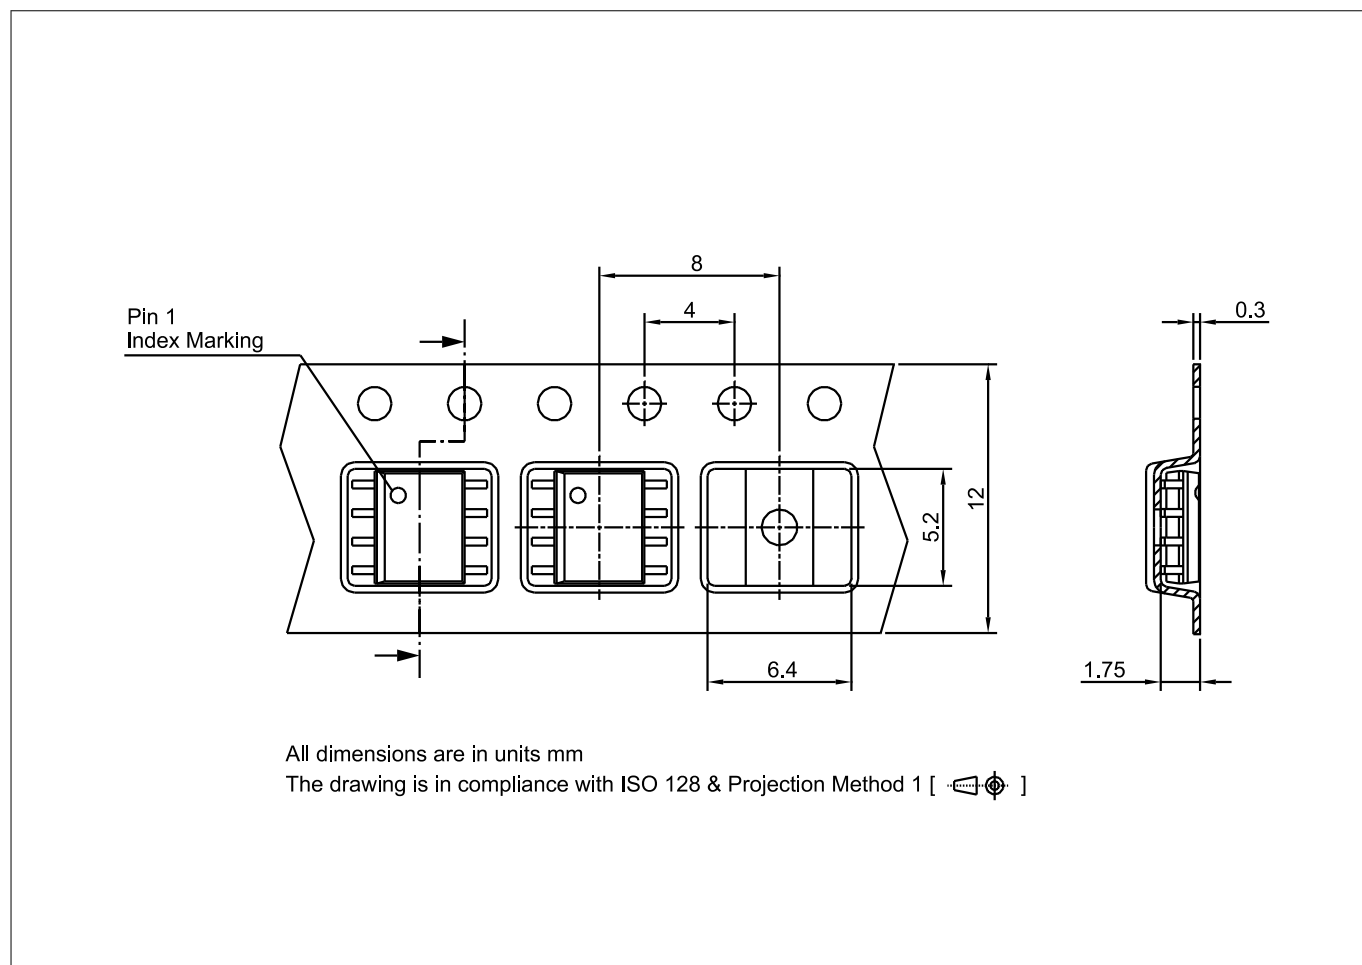 8
4
0.3
Pin 1
Index Marking
12
5.2
6.4
1.75
All dimensions are in units mm
The drawing is in compliance with ISO 128 & Projection Method 1 [ ]